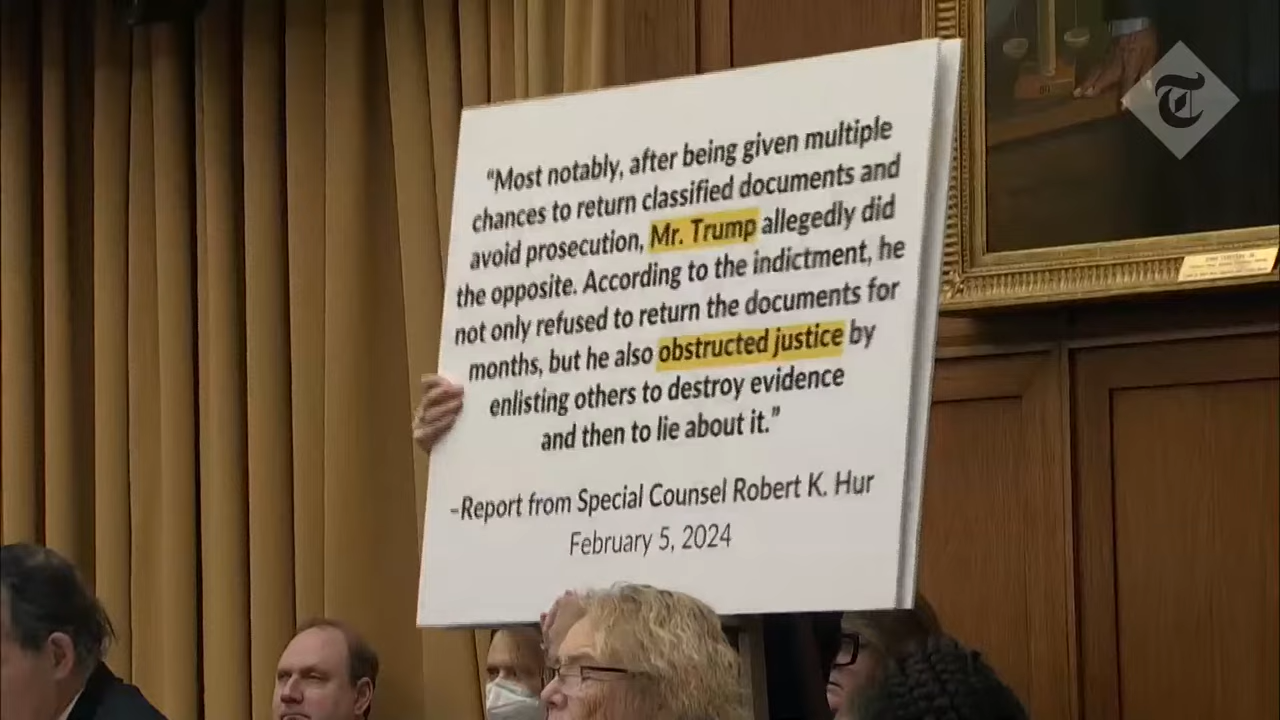 "Most notably, after being given multiple
chances to return classified documents and
avoid prosecution, Mr. Trump allegedly did
the opposite. According to the indictment, he
not only refused to return the documents for
months, but he also obstructed justice by
enlisting others to destroy evidence
and then to lie about it."
–Report from Special Counsel Robert K. Hur
February 5, 2024
T